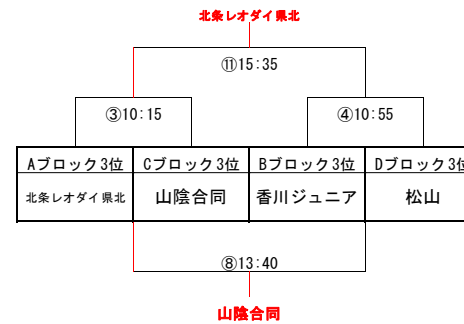 北条レオダイ県北
⑪15:35
③10:15 ④10:55
Aブロック3位 Cブロック3位 Bブロック3位 Dブロック3位
北条レオダイ県北 山陰合同 香川ジュニア 松山
⑧13:40
山陰合同